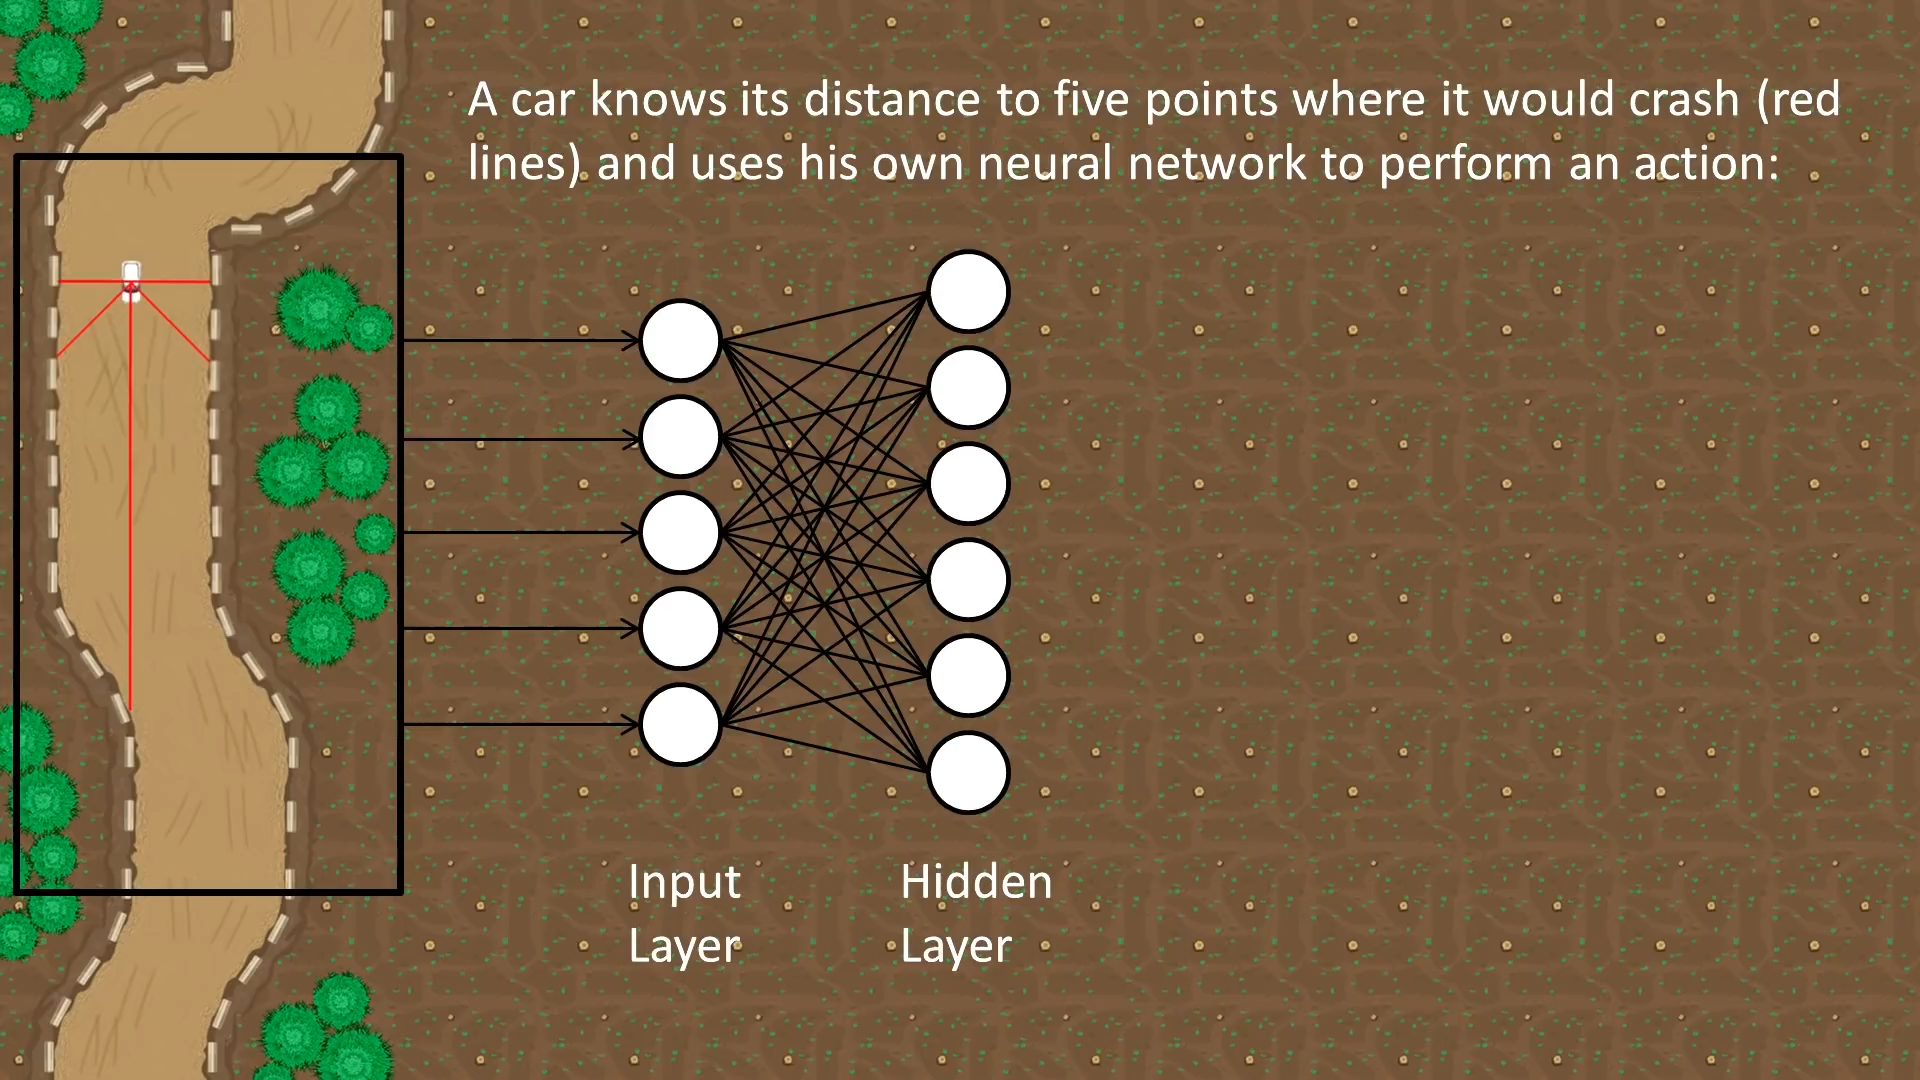 A car knows its distance to five points where it would crash (red
lines) and uses his own neural network to perform an action:
Input
Layer
Hidden
Layer